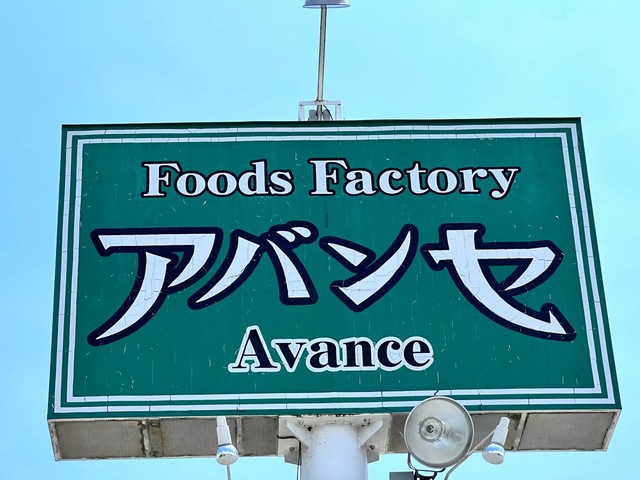 Foods Factory
アバンセ
Avance